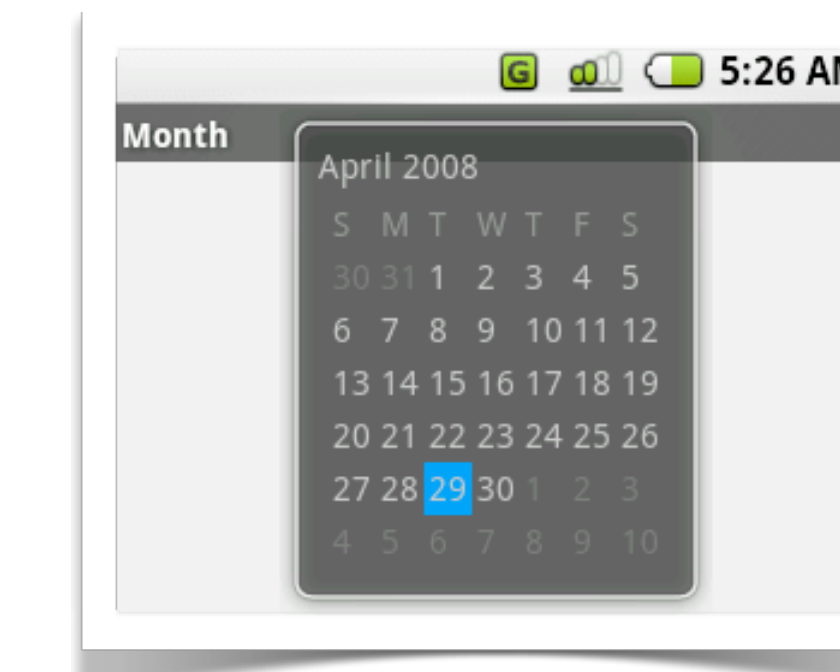 G 5:26 AM
Month
April 2008
S M T W T F S
30 31 1 2 3 4 5
6 7 8 9 10 11 12
13 14 15 16 17 18 19
20 21 22 23 24 25 26
27 28 29 30 1 2 3
4 5 6 7 8 9 10